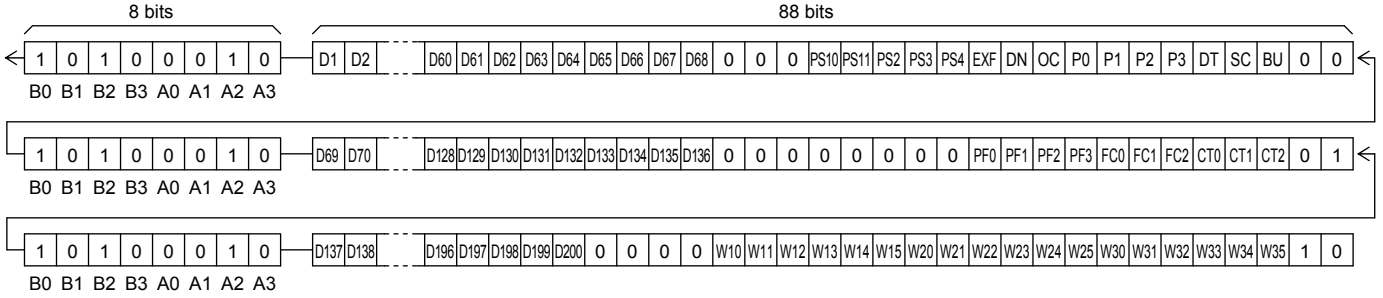 8 bits 88 bits
1 0 1 0 0 0 1 0 D1 D2 D60 D61 D62 D63 D64 D65 D66 D67 D68 0 0 0 PS10 PS11 PS2 PS3 PS4 EXF DN OC P0 P1 P2 P3 DT SC BU 0 0
B0 B1 B2 B3 A0 A1 A2 A3
1 0 1 0 0 0 1 0 D69 D70 D128 D129 D130 D131 D132 D133 D134 D135 D136 0 0 0 0 0 0 0 0 PF0 PF1 PF2 PF3 FC0 FC1 FC2 CT0 CT1 CT2 0 1
B0 B1 B2 B3 A0 A1 A2 A3
1 0 1 0 0 0 1 0 D137 D138 D196 D197 D198 D199 D200 0 0 0 0 W10 W11 W12 W13 W14 W15 W20 W21 W22 W23 W24 W25 W30 W31 W32 W33 W34 W35 1 0
B0 B1 B2 B3 A0 A1 A2 A3